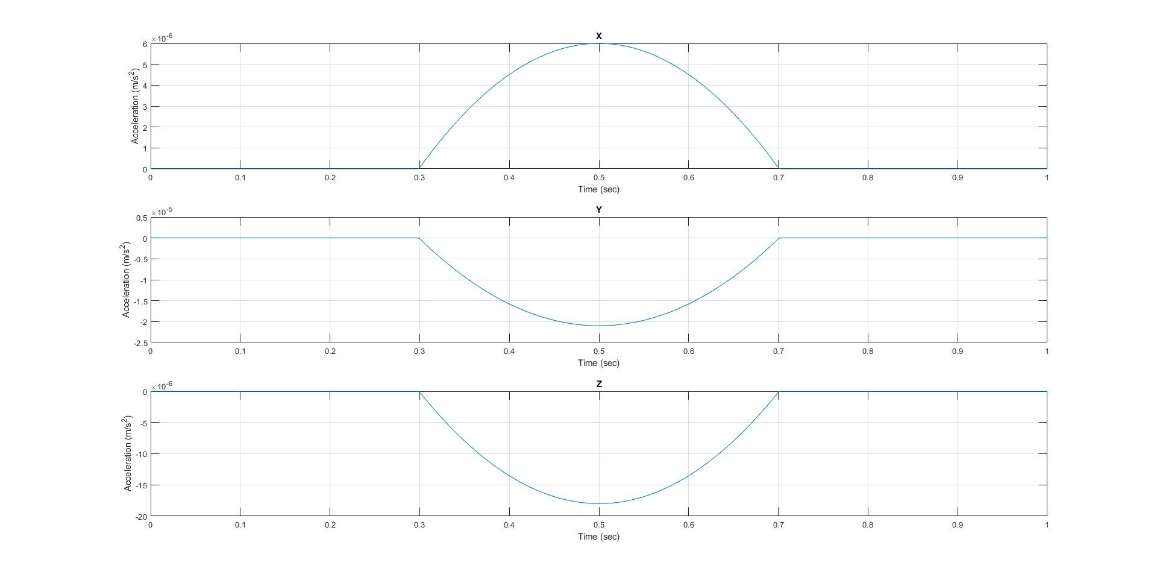 ×10^-6
X
6
5
4
3
2
1
0
Acceleration (m/s²)
0 0.1 0.2 0.3 0.4 0.5 0.6 0.7 0.8 0.9 1
Time (sec)
×10^-5
Y
0.5
0
-0.5
-1
-1.5
-2
-2.5
Acceleration (m/s²)
0 0.1 0.2 0.3 0.4 0.5 0.6 0.7 0.8 0.9 1
Time (sec)
×10^-6
Z
0
-5
-10
-15
-20
Acceleration (m/s²)
0 0.1 0.2 0.3 0.4 0.5 0.6 0.7 0.8 0.9 1
Time (sec)